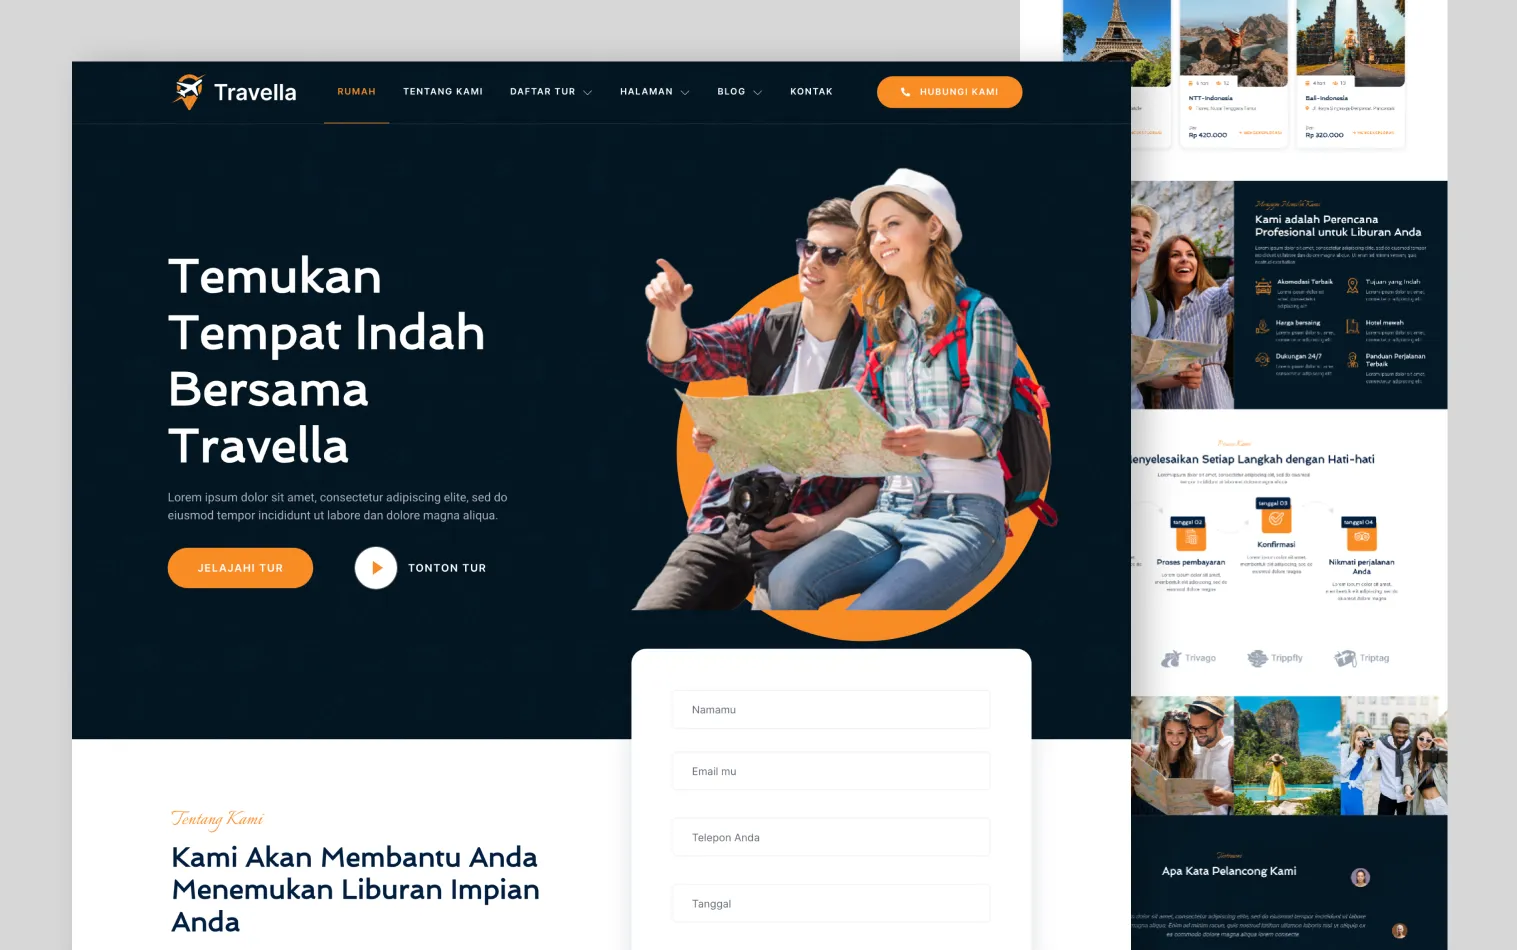 Travella
RUMAH
TENTANG KAMI
DAFTAR TUR
HALAMAN
BLOG
KONTAK
HUBUNGI KAMI
Temukan
Tempat Indah
Bersama
Travella
Lorem ipsum dolor sit amet, consectetur adipiscing elite, sed do
eiusmod tempor incididunt ut labore dan dolore magna aliqua.
JELAJAHI TUR
TONTON TUR
Namamu
Email mu
Telepon Anda
Tanggal
Tentang Kami
Kami Akan Membantu Anda
Menemukan Liburan Impian
Anda
NTT-Indonesia
Rp 420.000
Bali-Indonesia
Rp 320.000
Kami adalah Perencana
Profesional untuk Liburan Anda
Akomodasi Terbaik
Tujuan yang Indah
Harga bersaing
Hotel mewah
Dukungan 24/7
Panduan Perjalanan
Terbaik
enyelesaikan Setiap Langkah dengan Hati-hati
tanggal 02
Proses pembayaran
tanggal 03
Konfirmasi
tanggal 04
Nikmati perjalanan
Anda
Trivago
Trippfly
Triptag
Apa Kata Pelancong Kami